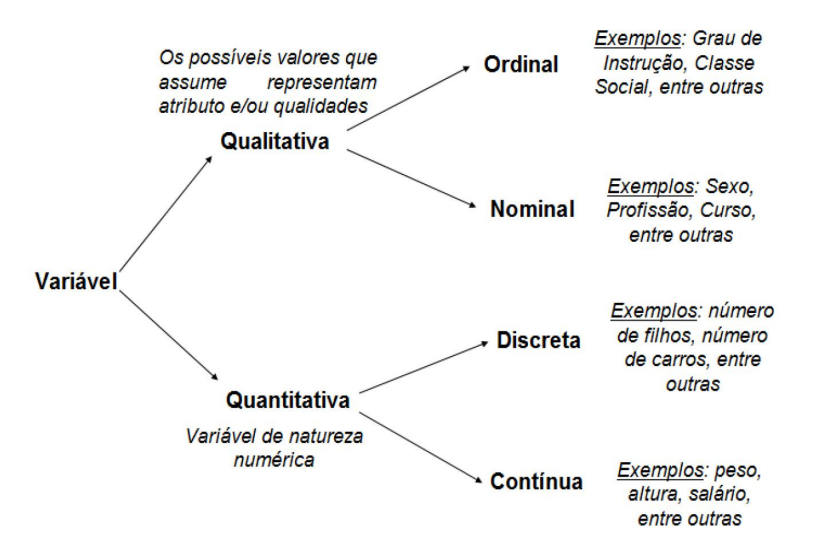 Os possíveis valores que
assume representam
atributo e/ou qualidades
Qualitativa
Ordinal
Exemplos: Grau de
Instrução, Classe
Social, entre outras
Nominal
Exemplos: Sexo,
Profissão, Curso,
entre outras
Variável
Discreta
Exemplos: número
de filhos, número
de carros, entre
outras
Quantitativa
Variável de natureza
numérica
Contínua
Exemplos: peso,
altura, salário,
entre outras